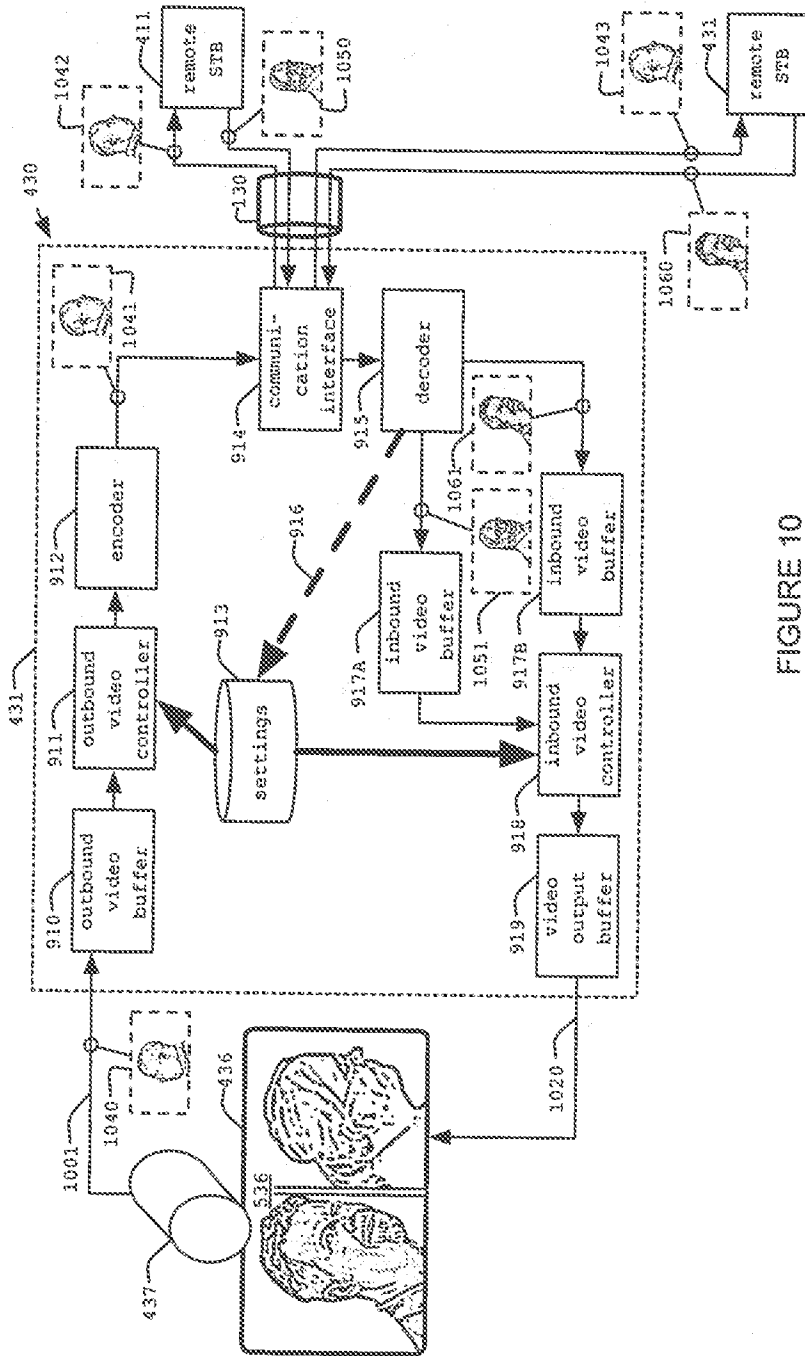 430
431
910
outbound
video
buffer
911
outbound
video
controller
912
encoder
1041
1042
411
remote
STB
1050
130
914
communi-
cation
interface
915
decoder
916
913
settings
1001
1040
437
436
536
1020
917A
inbound
video
buffer
1051
1061
917B
inbound
video
buffer
918
inbound
video
controller
919
video
output
buffer
1043
1060
431
remote
STB
FIGURE 10